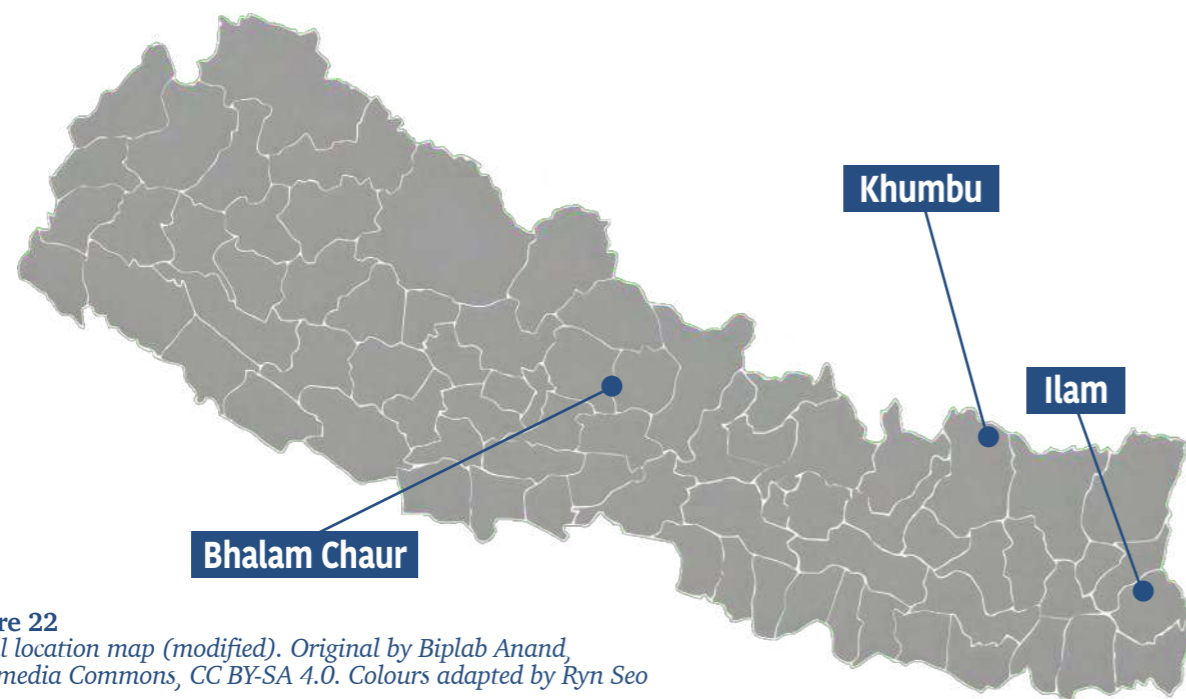 Khumbu
Ilam
Bhalam Chaur
re 22
l location map (modified). Original by Biplab Anand,
media Commons, CC BY-SA 4.0. Colours adapted by Ryn Seo